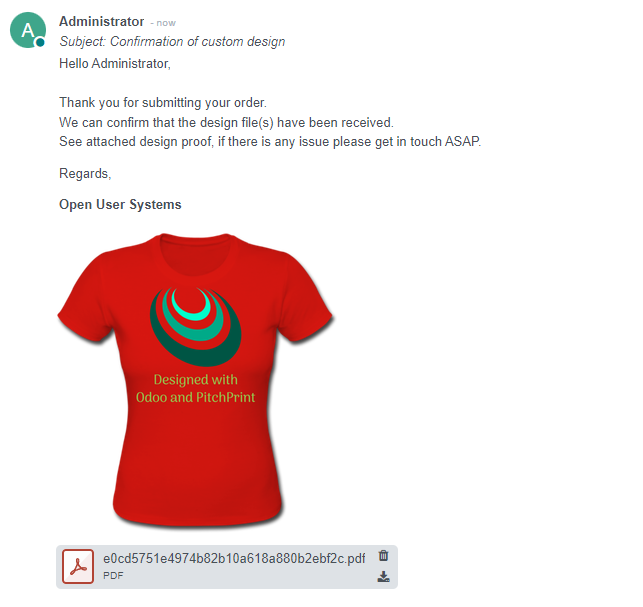 A
Administrator - now
Subject: Confirmation of custom design
Hello Administrator,
Thank you for submitting your order.
We can confirm that the design file(s) have been received.
See attached design proof, if there is any issue please get in touch ASAP.
Regards,
Open User Systems
Designed with
Odoo and PitchPrint
e0cd5751e4974b82b10a618a880b2ebf2c.pdf
PDF